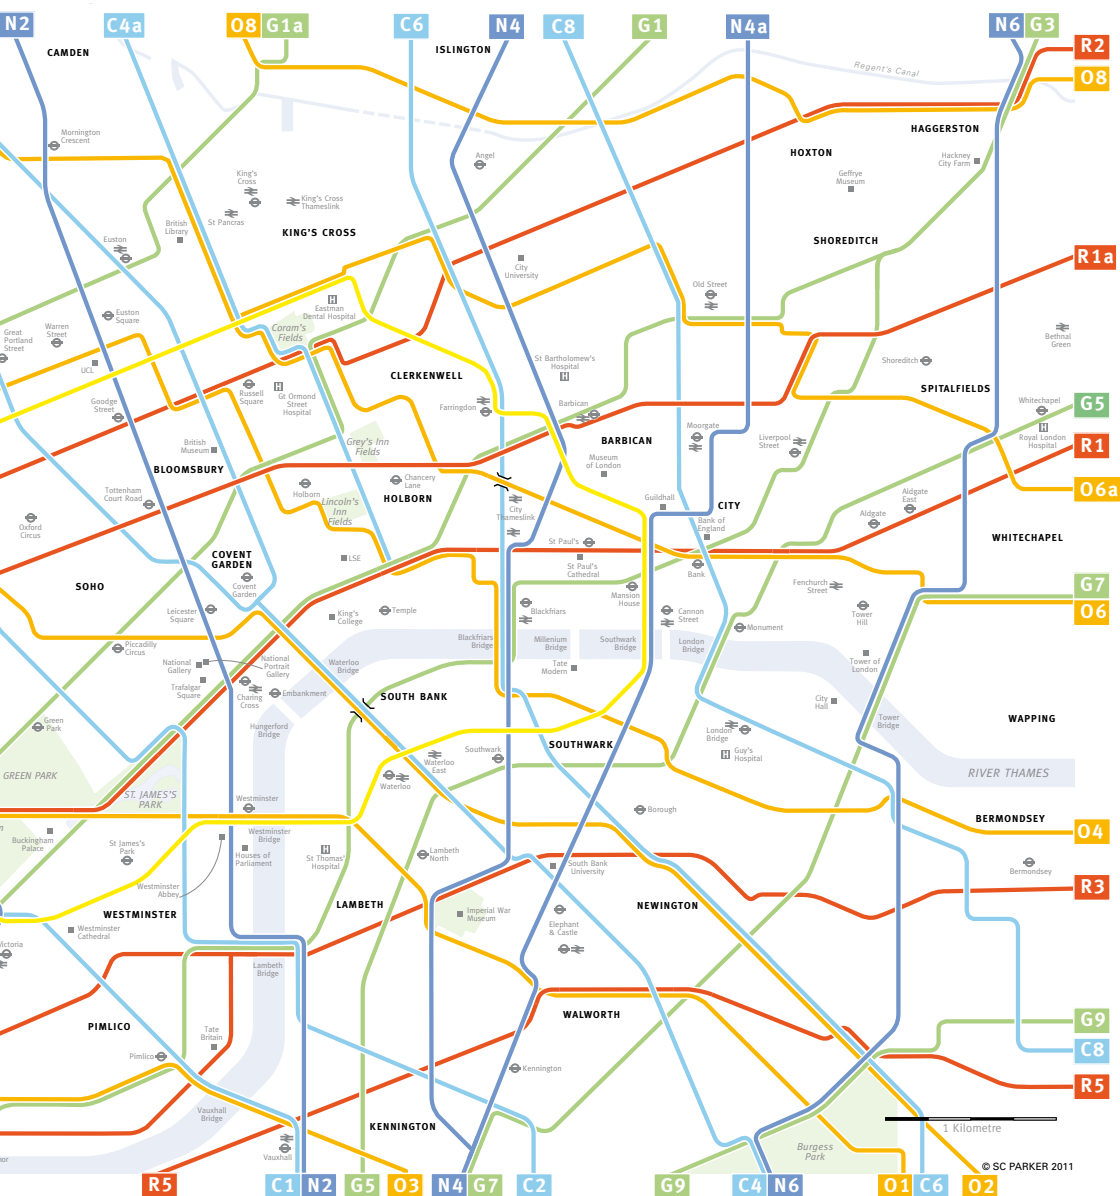 N2
C4a
O8
G1a
C6
N4
C8
G1
N4a
N6
G3
R2
O8
CAMDEN
ISLINGTON
Regent's Canal
HAGGERSTON
Mornington
Crescent
Angel
HOXTON
Hackney
City Farm
Geffrye
Museum
King's
Cross
King's Cross
Thameslink
St Pancras
British
Library
KING'S CROSS
SHOREDITCH
Euston
City
University
R1a
Old Street
Euston
Square
Eastman
Dental Hospital
Coram's
Fields
Great
Portland
Street
Warren
Street
UCL
Bethnal
Green
St Bartholomew's
Hospital
Shoreditch
CLERKENWELL
SPITALFIELDS
Russell
Square
Gt Ormond
Street
Hospital
Goodge
Street
Farringdon
Barbican
Whitechapel
G5
Moorgate
Liverpool
Street
Royal London
Hospital
R1
British
Museum
Grey's Inn
Fields
BARBICAN
BLOOMSBURY
Museum
of London
Chancery
Lane
Holborn
HOLBORN
O6a
Tottenham
Court Road
Lincoln's
Inn
Fields
City
Thameslink
Guildhall
CITY
Aldgate
East
Aldgate
Oxford
Circus
Bank of
England
WHITECHAPEL
St Paul's
COVENT
GARDEN
LSE
St Paul's
Cathedral
Bank
SOHO
Covent
Garden
Mansion
House
Fenchurch
Street
G7
O6
Leicester
Square
King's
College
Temple
Blackfriars
Cannon
Street
Monument
Tower
Hill
Piccadilly
Circus
Waterloo
Bridge
Blackfriars
Bridge
Millenium
Bridge
Southwark
Bridge
London
Bridge
National
Gallery
National
Portrait
Gallery
Tate
Modern
Tower of
London
Trafalgar
Square
Charing
Cross
Embankment
SOUTH BANK
City
Hall
Green
Park
Hungerford
Bridge
London
Bridge
Tower
Bridge
WAPPING
Southwark
SOUTHWARK
Guy's
Hospital
Waterloo
East
Waterloo
GREEN PARK
RIVER THAMES
ST. JAMES'S
PARK
Westminster
Borough
BERMONDSEY
O4
Buckingham
Palace
Westminster
Bridge
St James's
Park
Houses of
Parliament
St Thomas'
Hospital
Lambeth
North
South Bank
University
Bermondsey
Westminster
Abbey
R3
WESTMINSTER
LAMBETH
Imperial War
Museum
NEWINGTON
Westminster
Cathedral
Elephant
& Castle
Lambeth
Bridge
PIMLICO
Tate
Britain
WALWORTH
G9
C8
Pimlico
Kennington
R5
Vauxhall
Bridge
KENNINGTON
1 Kilometre
Vauxhall
Burgess
Park
© SC PARKER 2011
R5
C1
N2
G5
O3
N4
G7
C2
G9
C4
N6
O1
C6
O2